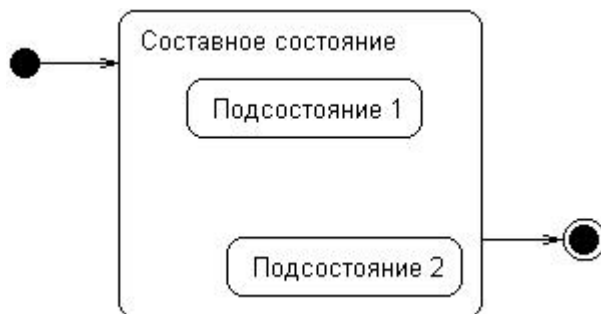 Составное состояние
Подсостояние 1
Подсостояние 2